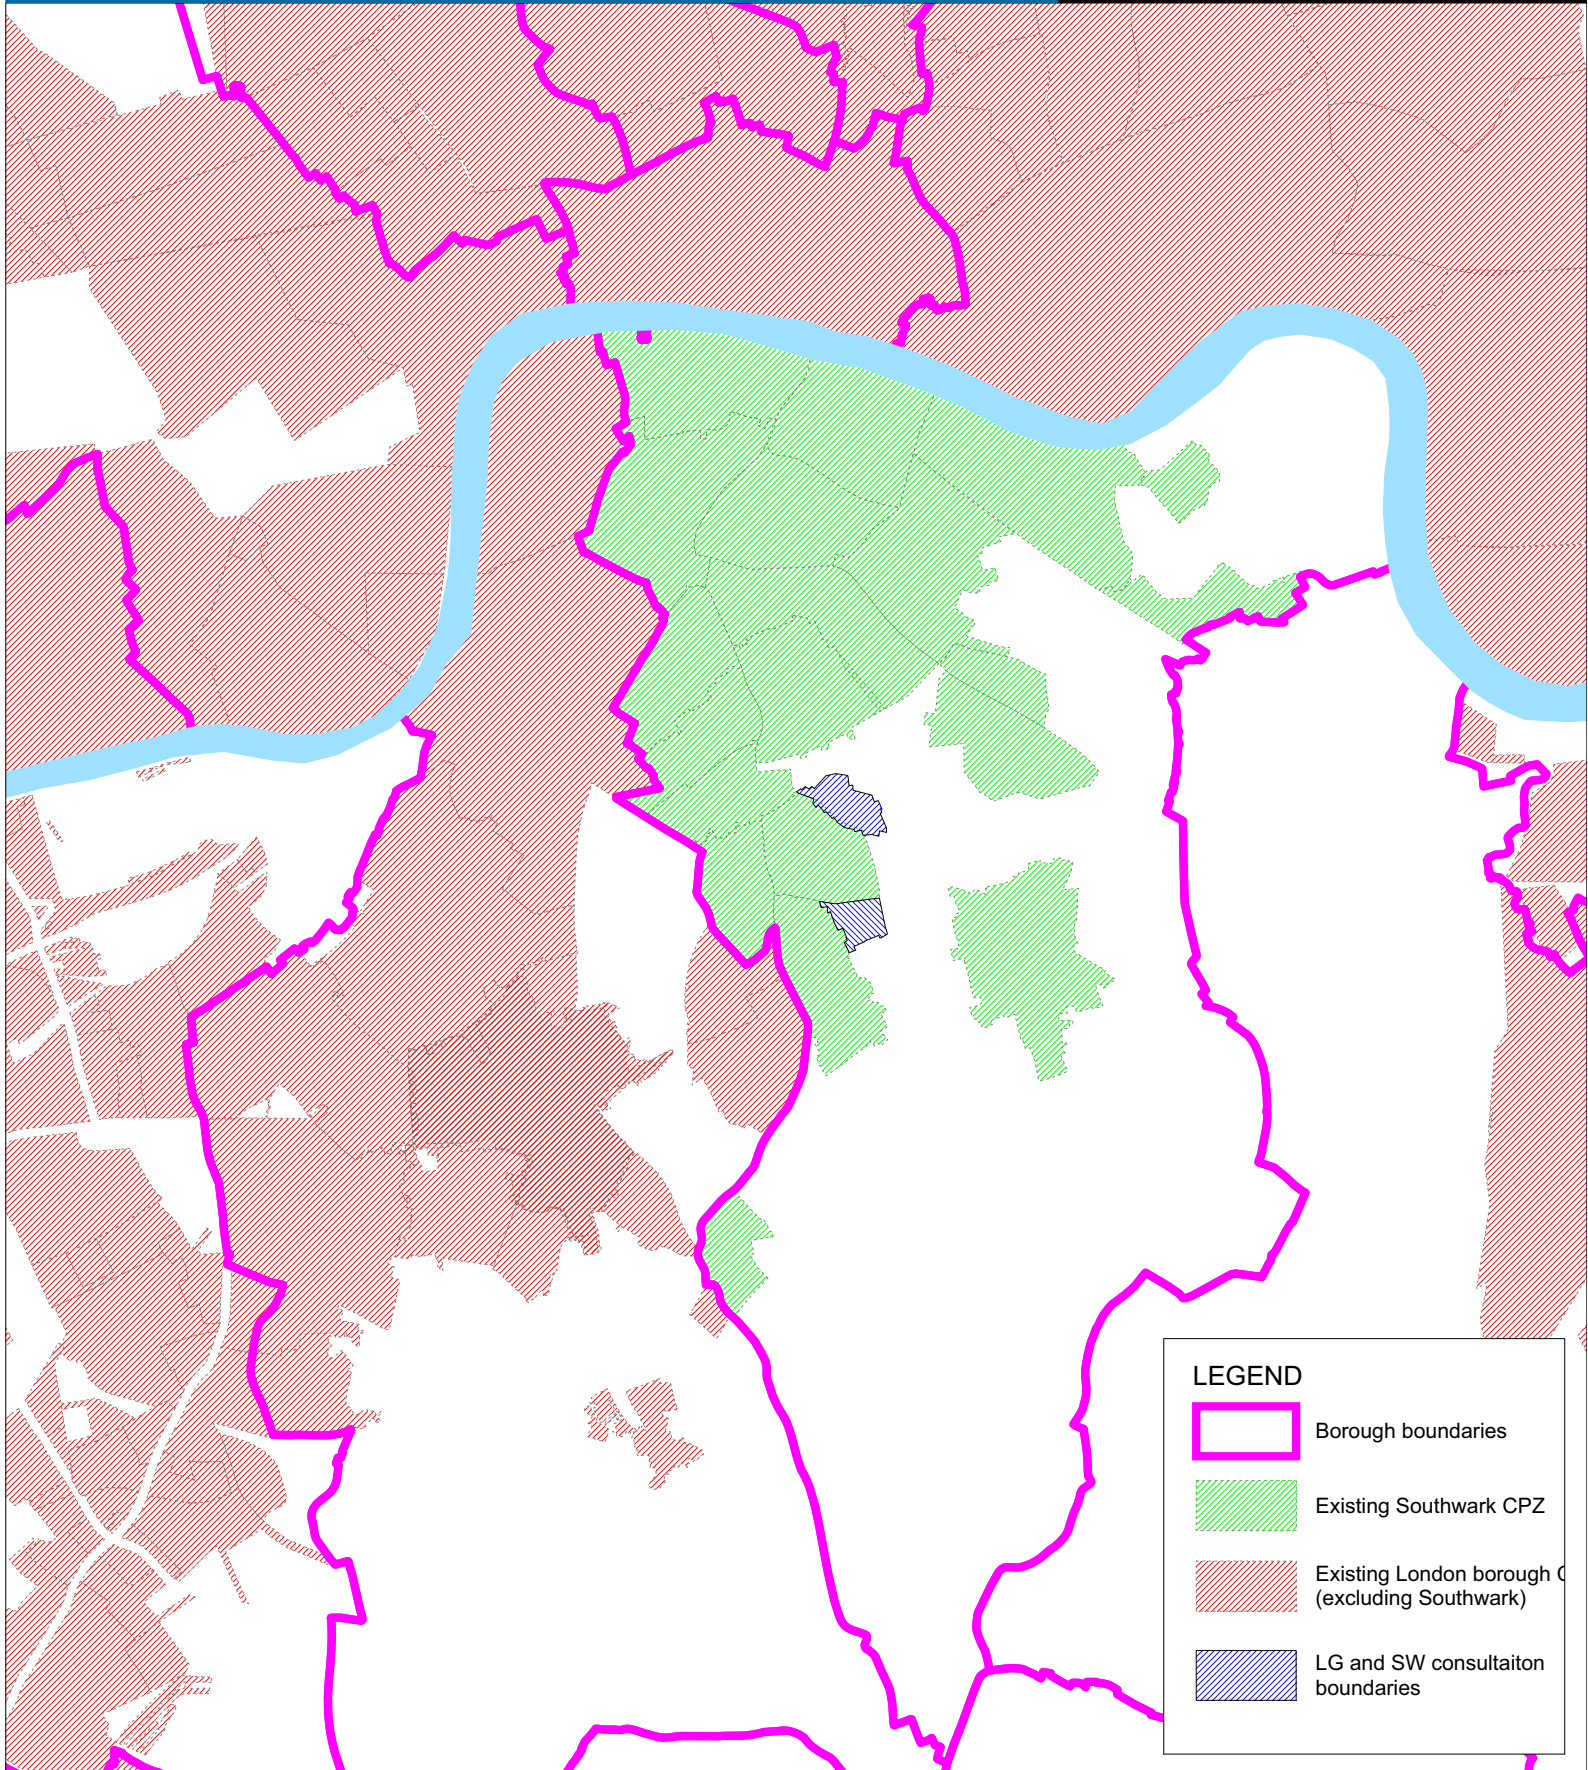 LEGEND
Borough boundaries
Existing Southwark CPZ
Existing London borough
(excluding Southwark)
LG and SW consultaiton
boundaries